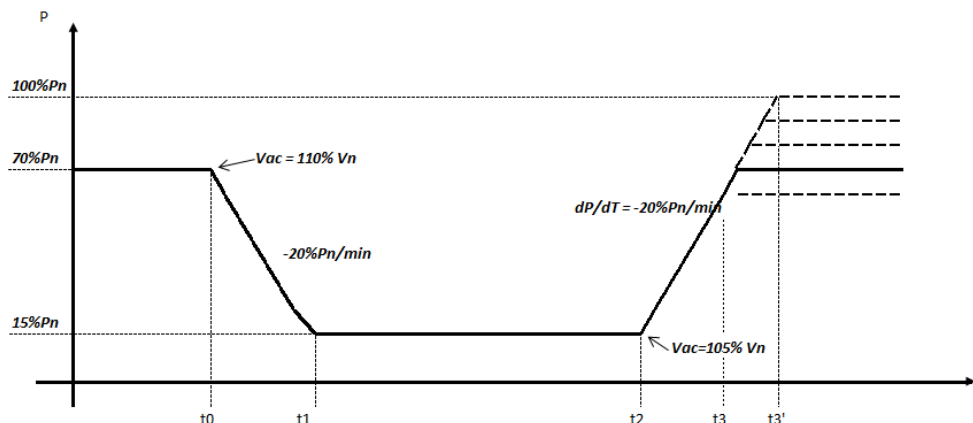 P
100%Pn
70%Pn
Vac = 110% Vn
dP/dT = -20%Pn/min
-20%Pn/min
15%Pn
Vac=105% Vn
t0 t1 t2 t3 t3'